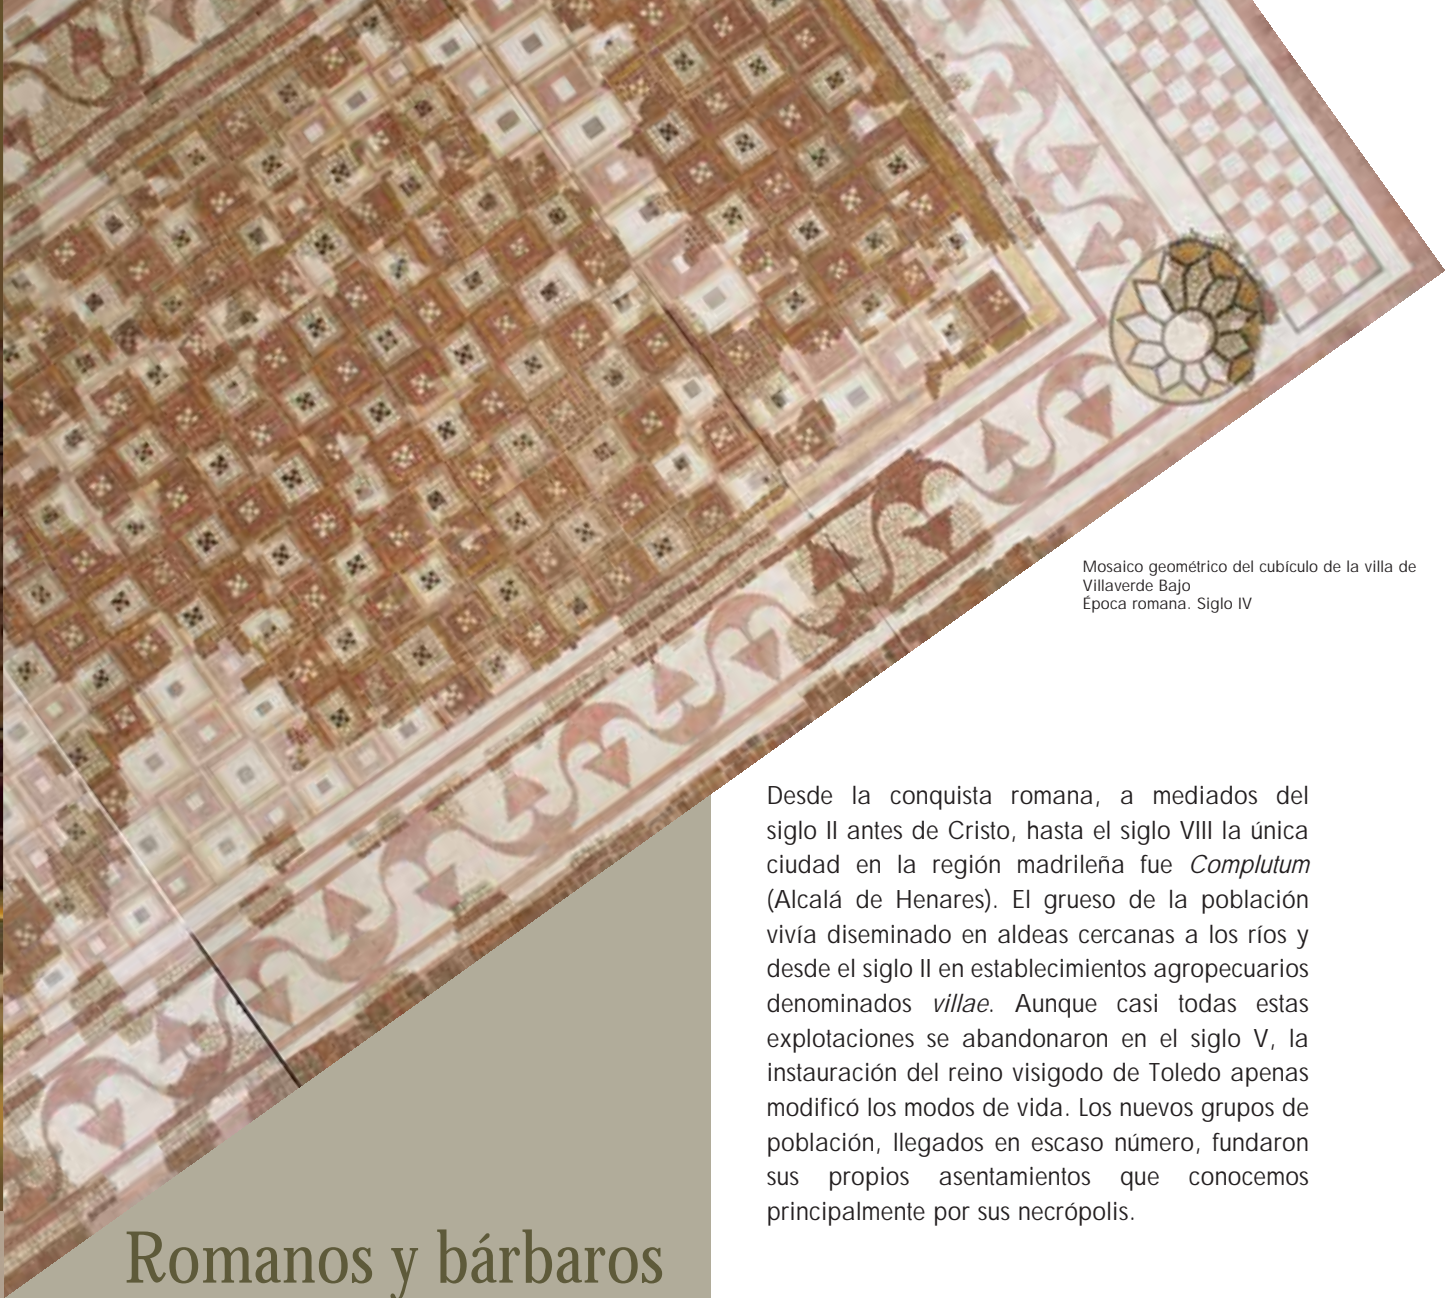 Mosaico geométrico del cubículo de la villa de
Villaverde Bajo
Época romana. Siglo IV
Desde la conquista romana, a mediados del
siglo II antes de Cristo, hasta el siglo VIII la única
ciudad en la región madrileña fue Complutum
(Alcalá de Henares). El grueso de la población
vivía diseminado en aldeas cercanas a los ríos y
desde el siglo II en establecimientos agropecuarios
denominados villae. Aunque casi todas estas
explotaciones se abandonaron en el siglo V, la
instauración del reino visigodo de Toledo apenas
modificó los modos de vida. Los nuevos grupos de
población, llegados en escaso número, fundaron
sus propios asentamientos que conocemos
principalmente por sus necrópolis.
Romanos y bárbaros